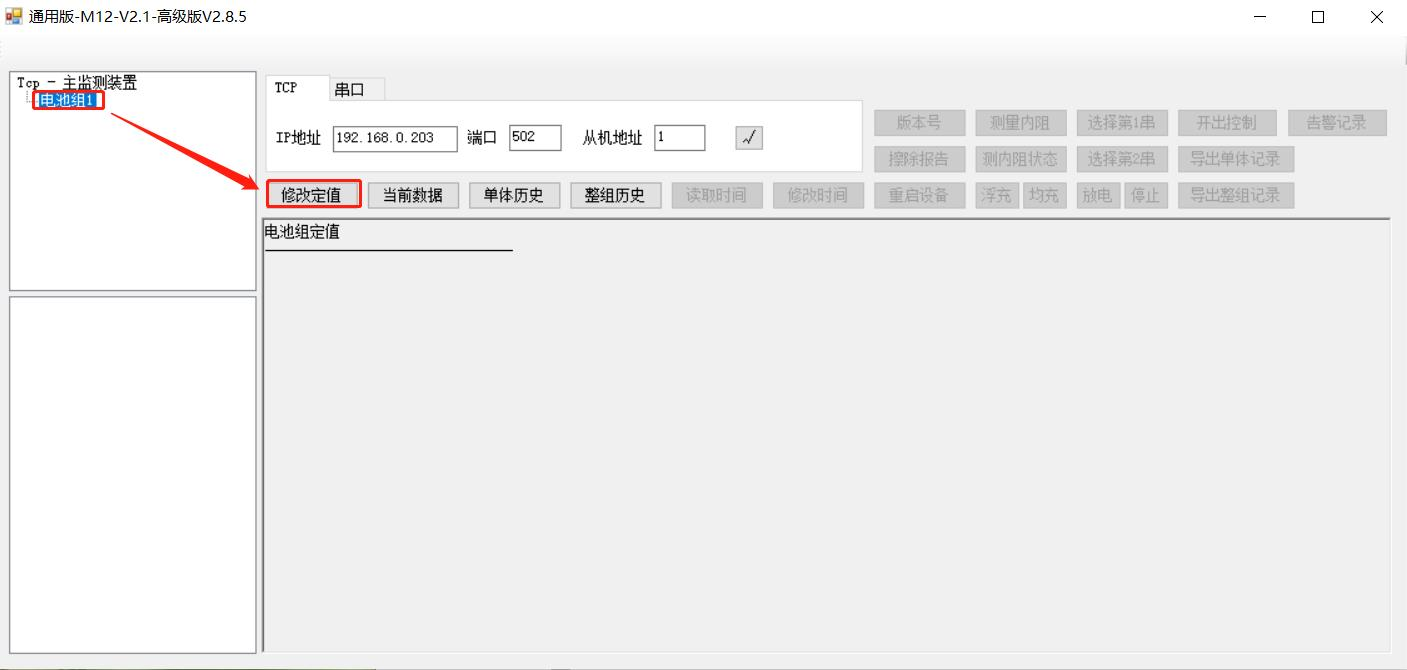 通用版-M12-V2.1-高级版V2.8.5
Tcp - 主监测装置
电池组1
TCP 串口
IP地址 192.168.0.203 端口 502 从机地址 1 √
版本号 测量内阻 选择第1串 开出控制 告警记录
擦除报告 测内阻状态 选择第2串 导出单体记录
修改定值 当前数据 单体历史 整组历史 读取时间 修改时间 重启设备 浮充 均充 放电 停止 导出整组记录
电池组定值